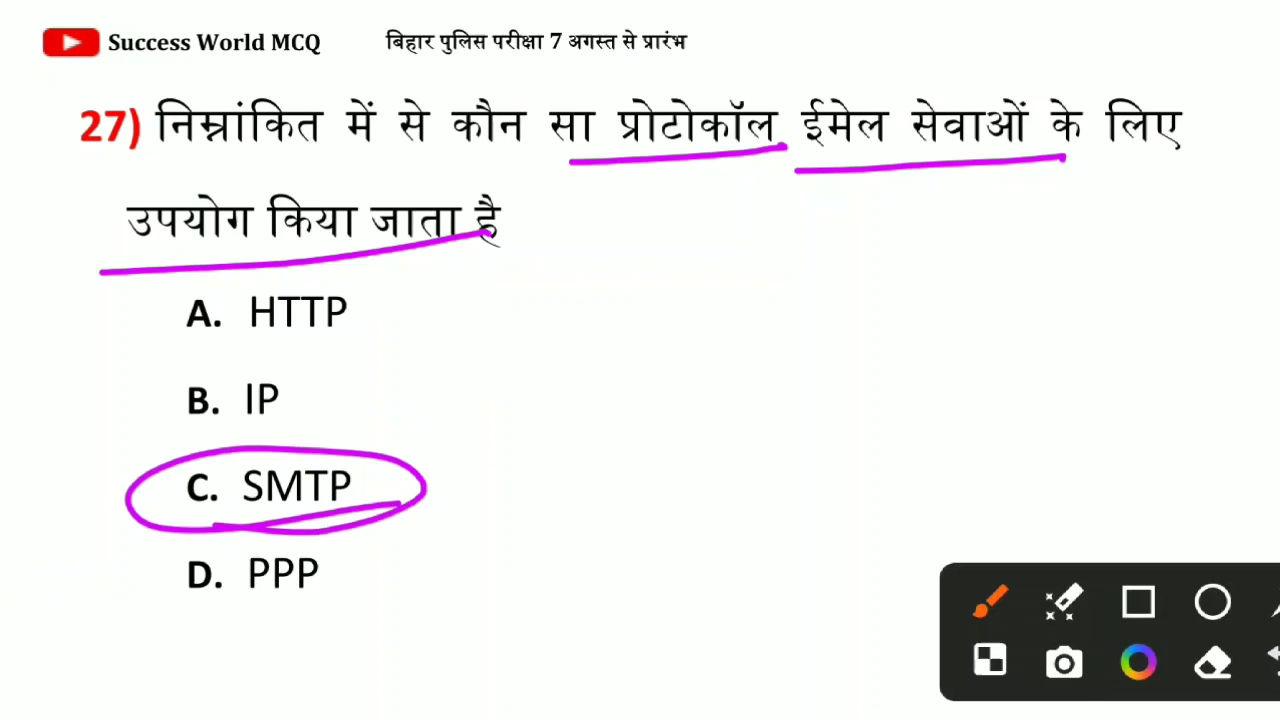 Success World MCQ बिहार पुलिस परीक्षा 7 अगस्त से प्रारंभ
27) निम्नांकित में से कौन सा प्रोटोकॉल ईमेल सेवाओं के लिए
उपयोग किया जाता है
A. HTTP
B. IP
C. SMTP
D. PPP